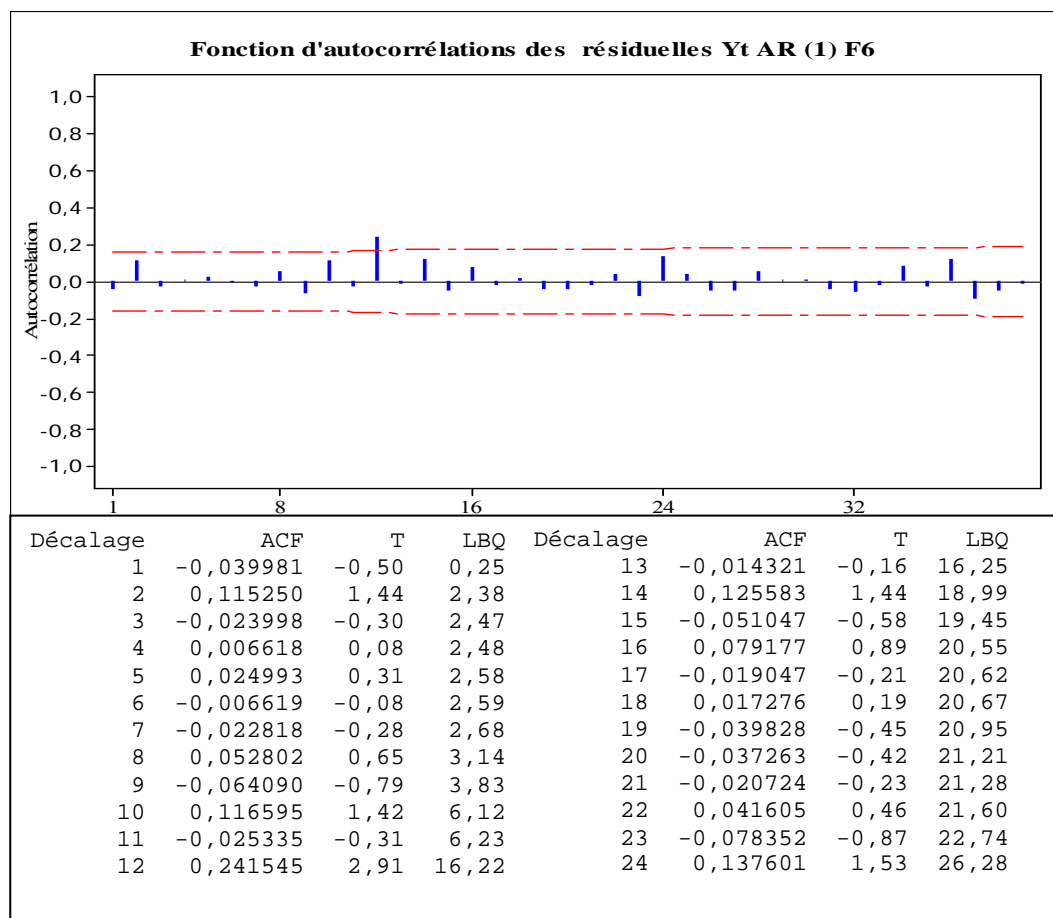 Fonction d'autocorrélations des résiduelles Yt AR (1) F6
1,0
0,8
0,6
0,4
0,2
0,0
-0,2
-0,4
-0,6
-0,8
-1,0
Autocorrélation
1 8 16 24 32
Décalage ACF T LBQ Décalage ACF T LBQ
1 -0,039981 -0,50 0,25 13 -0,014321 -0,16 16,25
2 0,115250 1,44 2,38 14 0,125583 1,44 18,99
3 -0,023998 -0,30 2,47 15 -0,051047 -0,58 19,45
4 0,006618 0,08 2,48 16 0,079177 0,89 20,55
5 0,024993 0,31 2,58 17 -0,019047 -0,21 20,62
6 -0,006619 -0,08 2,59 18 0,017276 0,19 20,67
7 -0,022818 -0,28 2,68 19 -0,039828 -0,45 20,95
8 0,052802 0,65 3,14 20 -0,037263 -0,42 21,21
9 -0,064090 -0,79 3,83 21 -0,020724 -0,23 21,28
10 0,116595 1,42 6,12 22 0,041605 0,46 21,60
11 -0,025335 -0,31 6,23 23 -0,078352 -0,87 22,74
12 0,241545 2,91 16,22 24 0,137601 1,53 26,28